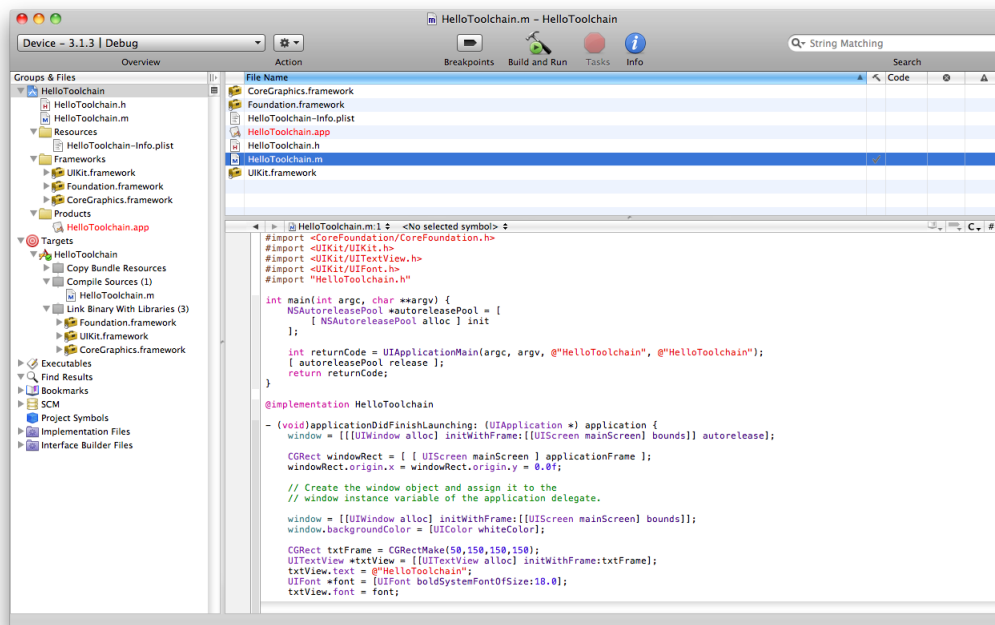 HelloToolchain.m – HelloToolchain
Device – 3.1.3 | Debug
String Matching
Overview
Action
Breakpoints
Build and Run
Tasks
Info
Search
Groups & Files
HelloToolchain
HelloToolchain.h
HelloToolchain.m
Resources
HelloToolchain-Info.plist
Frameworks
UIKit.framework
Foundation.framework
CoreGraphics.framework
Products
HelloToolchain.app
Targets
HelloToolchain
Copy Bundle Resources
Compile Sources (1)
HelloToolchain.m
Link Binary With Libraries (3)
Foundation.framework
UIKit.framework
CoreGraphics.framework
Executables
Find Results
Bookmarks
SCM
Project Symbols
Implementation Files
Interface Builder Files
File Name
Code
CoreGraphics.framework
Foundation.framework
HelloToolchain-Info.plist
HelloToolchain.app
HelloToolchain.h
HelloToolchain.m
UIKit.framework
HelloToolchain.m:1
<No selected symbol>
C
#
#import <CoreFoundation/CoreFoundation.h>
#import <UIKit/UIKit.h>
#import <UIKit/UITextView.h>
#import <UIKit/UIFont.h>
#import "HelloToolchain.h"
int main(int argc, char **argv) {
NSAutoreleasePool *autoreleasePool = [
[ NSAutoreleasePool alloc ] init
];
int returnCode = UIApplicationMain(argc, argv, @"HelloToolchain", @"HelloToolchain");
[ autoreleasePool release ];
return returnCode;
}
@implementation HelloToolchain
- (void)applicationDidFinishLaunching: (UIApplication *) application {
window = [[[UIWindow alloc] initWithFrame:[[UIScreen mainScreen] bounds]] autorelease];
CGRect windowRect = [ [ UIScreen mainScreen ] applicationFrame ];
windowRect.origin.x = windowRect.origin.y = 0.0f;
// Create the window object and assign it to the
// window instance variable of the application delegate.
window = [[UIWindow alloc] initWithFrame:[[UIScreen mainScreen] bounds]];
window.backgroundColor = [UIColor whiteColor];
CGRect txtFrame = CGRectMake(50,150,150,150);
UITextView *txtView = [[UITextView alloc] initWithFrame:txtFrame];
txtView.text = @"HelloToolchain";
UIFont *font = [UIFont boldSystemFontOfSize:18.0];
txtView.font = font;